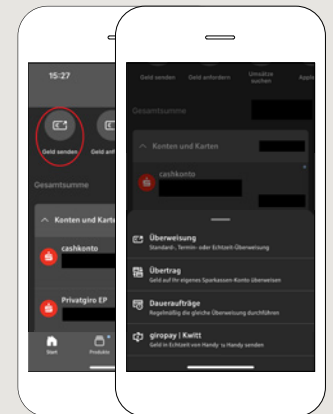 15:27
Geld senden
Geld anf
Gesamtsumme
Konten und Kart
cashkonto
Privatgiro EP
Start
Produkte
Geld senden Geld anfordern Umsätze suchen Apple
Gesamtsumme
Konten und Karten
cashkonto
Überweisung
Standard-, Termin- oder Echtzeit-Überweisung
Übertrag
Geld auf Ihr eigenes Sparkassen-Konto überweisen
Daueraufträge
Regelmäßig die gleiche Überweisung durchführen
giropay | Kwitt
Geld in Echtzeit von Handy zu Handy senden